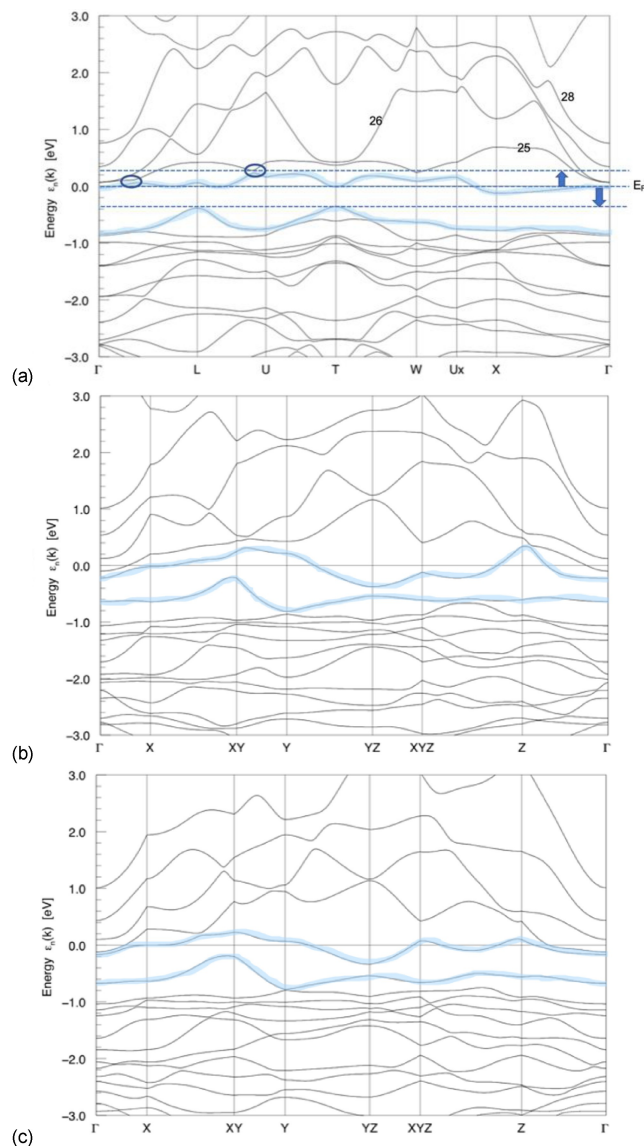 3.0
2.0
28
26
1.0
25
0.0
E_F
-1.0
-2.0
-3.0
Energy ε_n(k) [eV]
Γ L U T W Ux X Γ
(a)
3.0
2.0
1.0
0.0
-1.0
-2.0
-3.0
Energy ε_n(k) [eV]
Γ X XY Y YZ XYZ Z Γ
(b)
3.0
2.0
1.0
0.0
-1.0
-2.0
-3.0
Energy ε_n(k) [eV]
Γ X XY Y YZ XYZ Z Γ
(c)